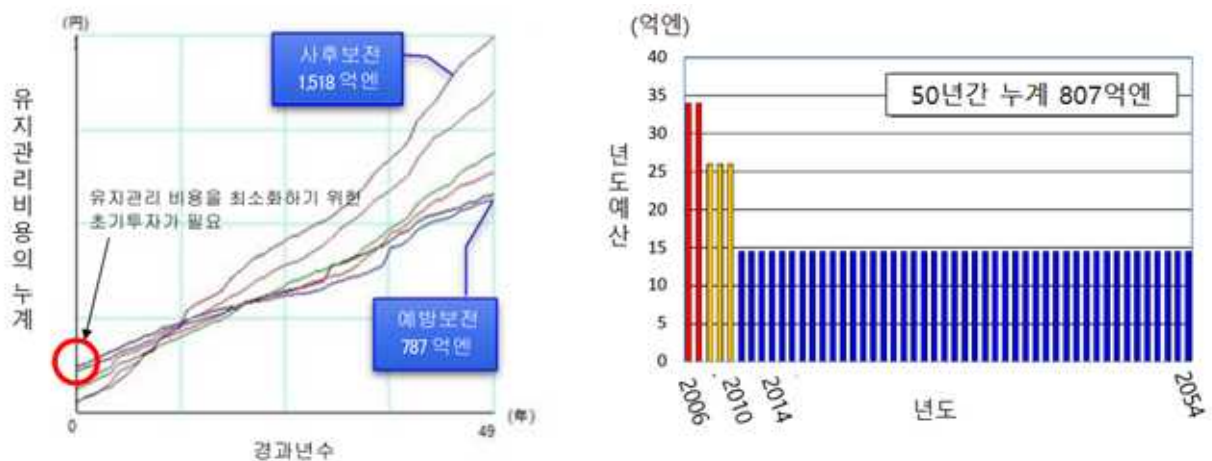 (円)
유지관리비용의 누계
사후보전
1,518 억엔
유지관리 비용을 최소화하기 위한
초기투자가 필요
예방보전
787 억엔
0
49
(年)
경과년수
(억엔)
40
35
30
25
20
15
10
5
0
년도예산
50년간 누계 807억엔
2006
2010
2014
2054
년도